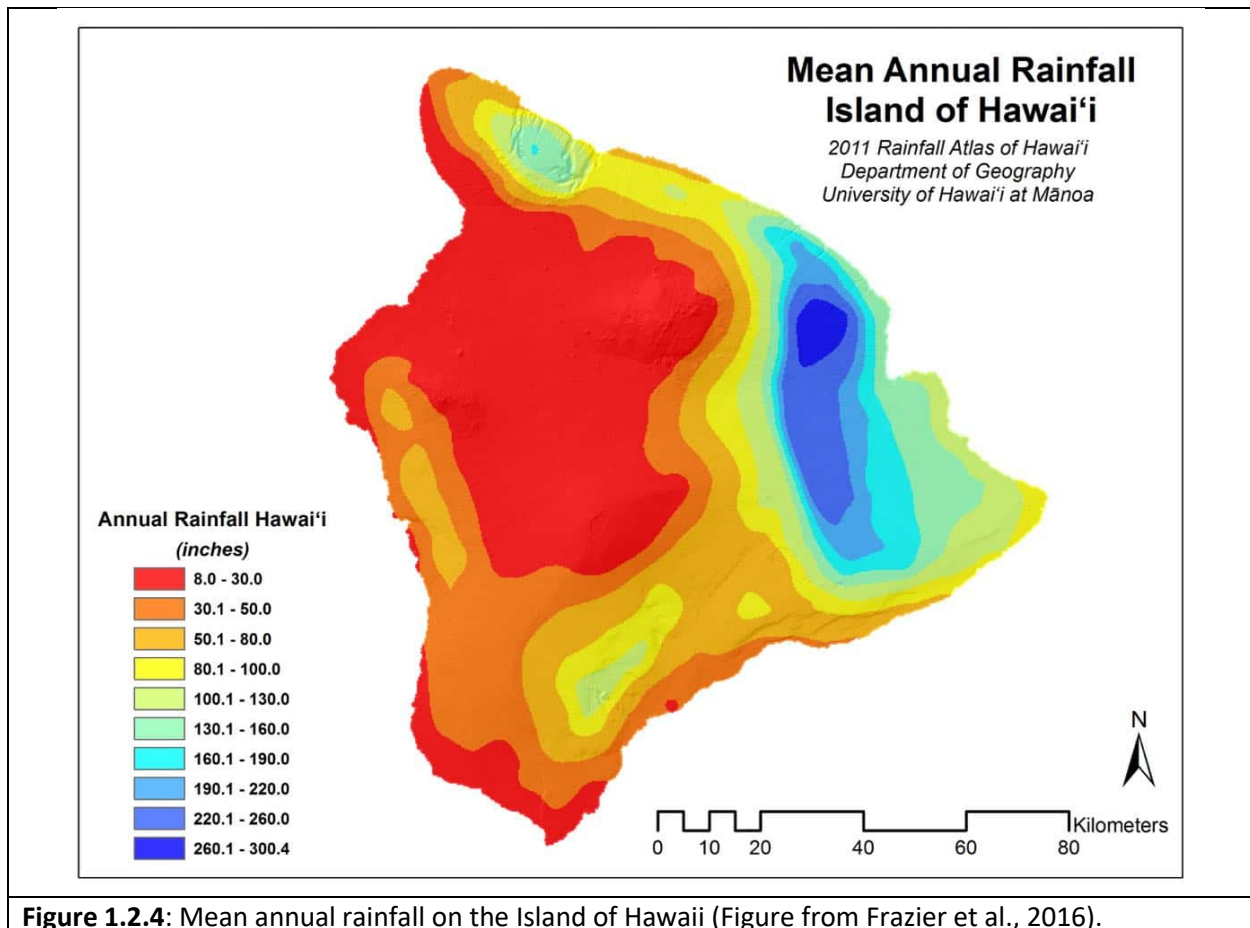 Mean Annual Rainfall
Island of Hawai‘i
2011 Rainfall Atlas of Hawai‘i
Department of Geography
University of Hawai‘i at Mānoa
Annual Rainfall Hawai‘i
(inches)
8.0 - 30.0
30.1 - 50.0
50.1 - 80.0
80.1 - 100.0
100.1 - 130.0
130.1 - 160.0
160.1 - 190.0
190.1 - 220.0
220.1 - 260.0
260.1 - 300.4
N
Kilometers
0 10 20 40 60 80
Figure 1.2.4: Mean annual rainfall on the Island of Hawaii (Figure from Frazier et al., 2016).